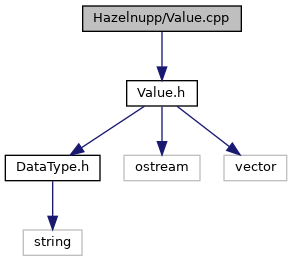 Hazelnupp/Value.cpp
Value.h
DataType.h
ostream
vector
string